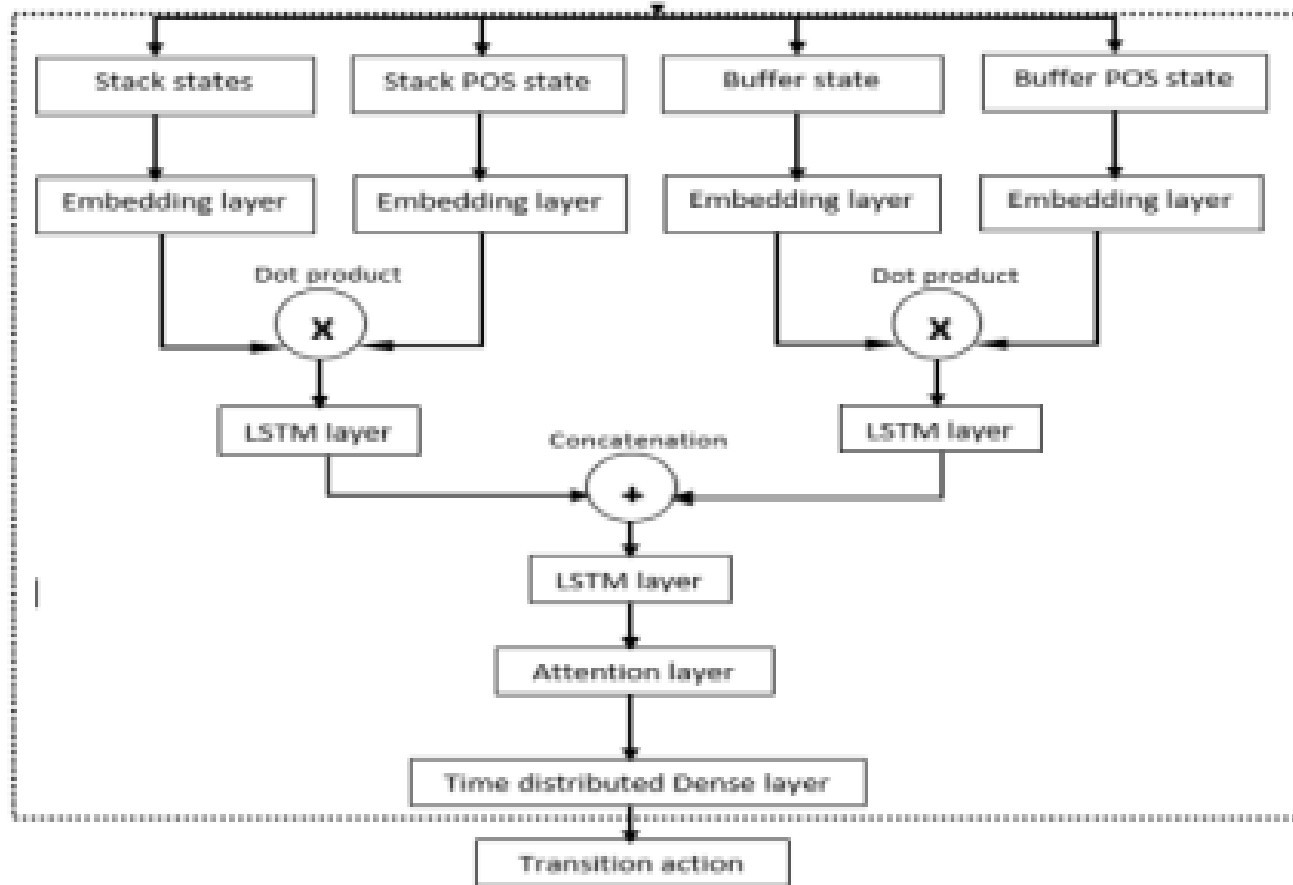 Stack states
Stack POS state
Buffer state
Buffer POS state
Embedding layer
Embedding layer
Embedding layer
Embedding layer
Dot product
Dot product
X
X
LSTM layer
LSTM layer
Concatenation
+
LSTM layer
Attention layer
Time distributed Dense layer
Transition action